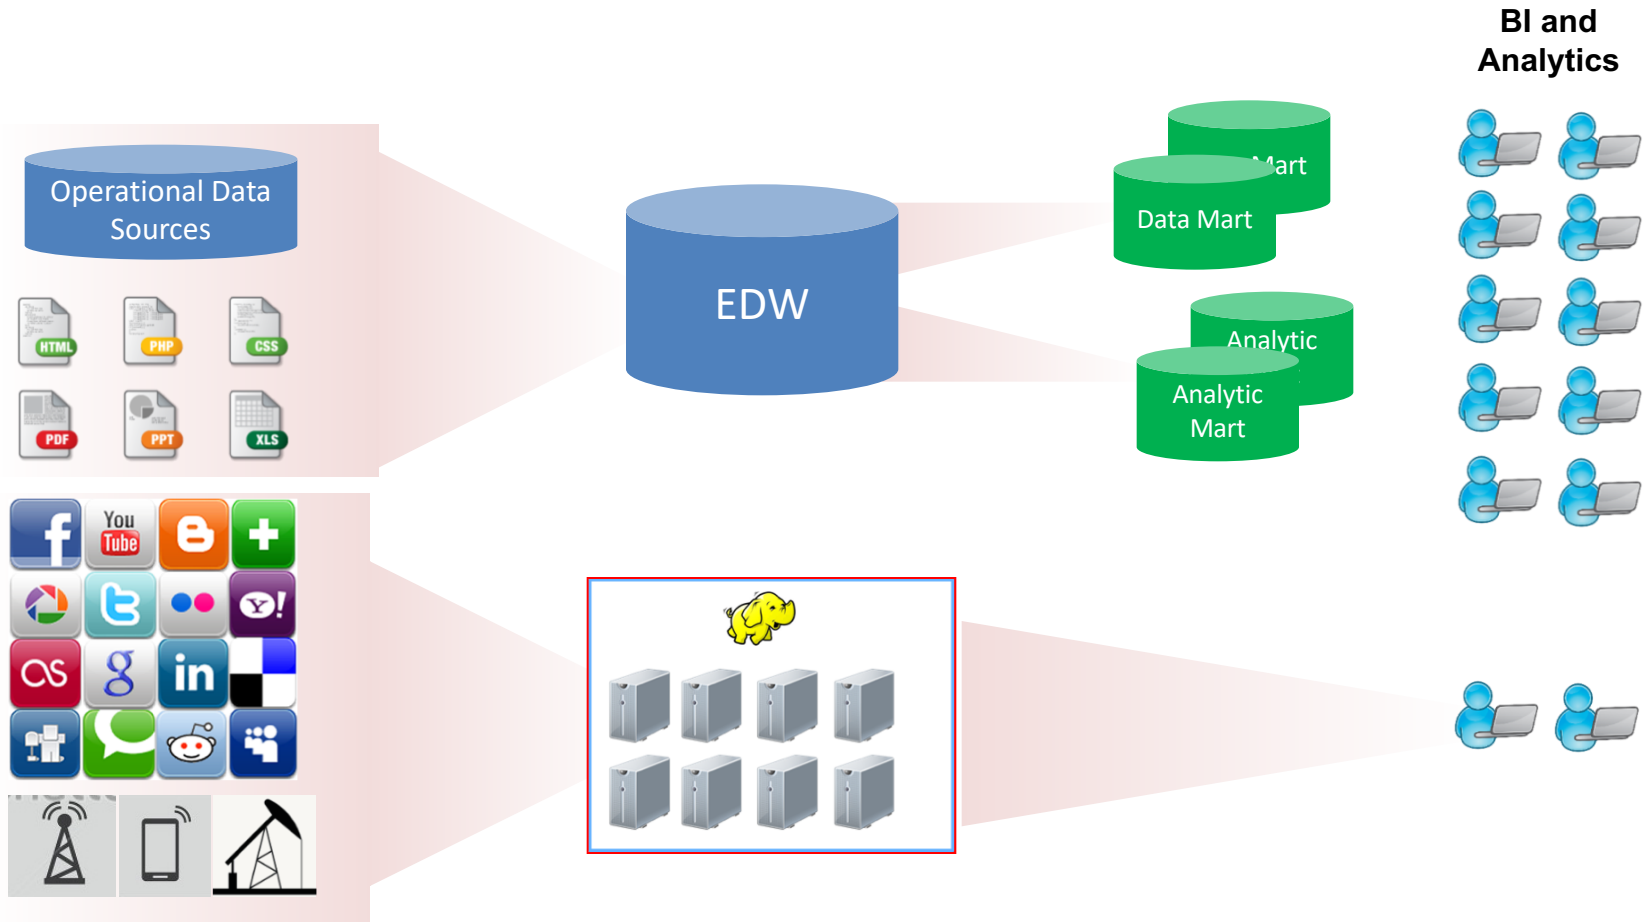 BI and
Analytics
Operational Data
Sources
Mart
Data Mart
EDW
HTML
PHP
CSS
Analytic
Analytic
Mart
PDF
PPT
XLS
You
Tube
Y!
g
in